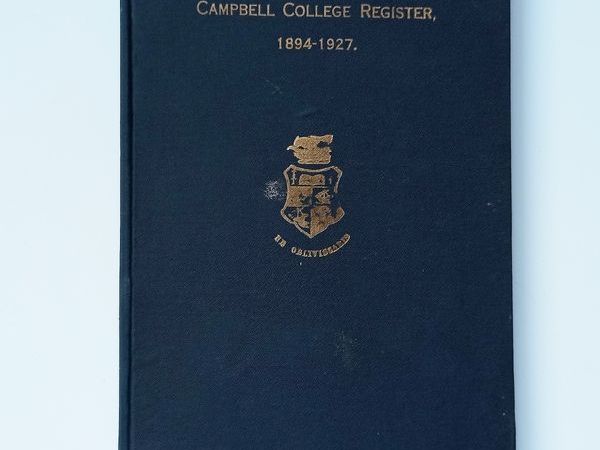 CAMPBELL COLLEGE REGISTER,
1894-1927.
NE OBLIVISCARIS